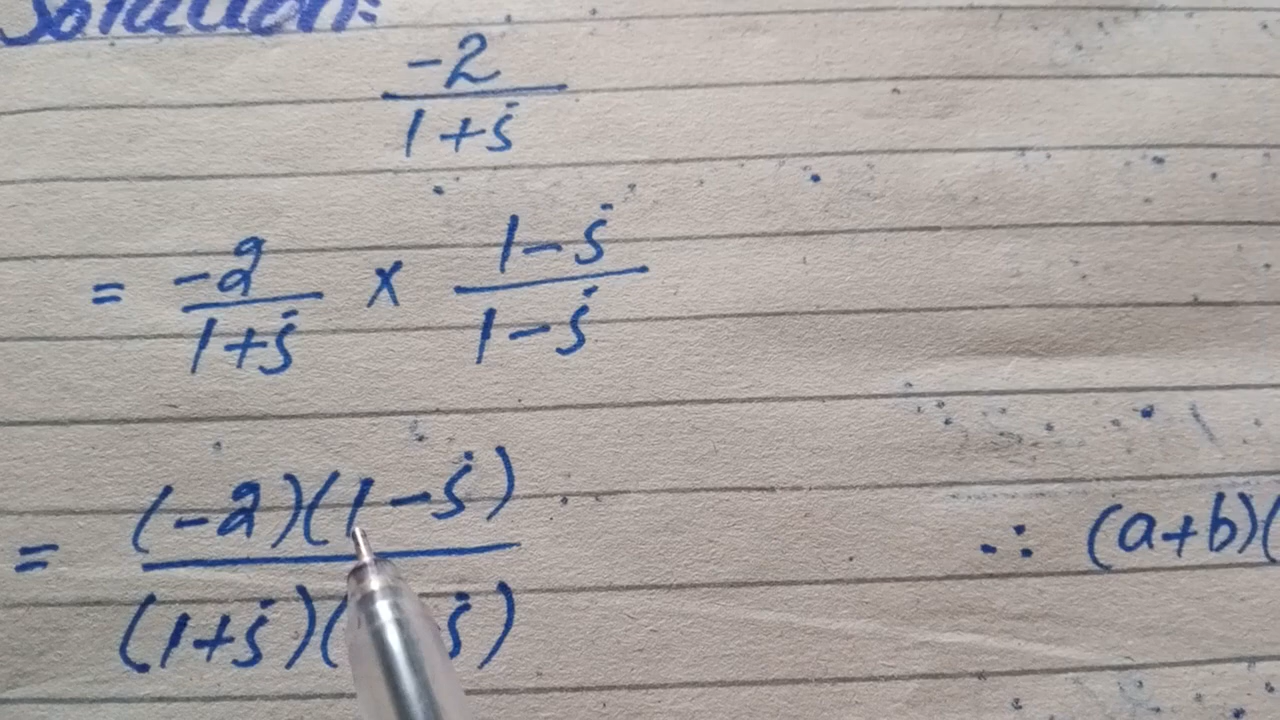 Solution:
-2
1+i
= -2/1+i × 1-i/1-i
= (-2)(1-i)/(1+i)( i) ∴ (a+b)(